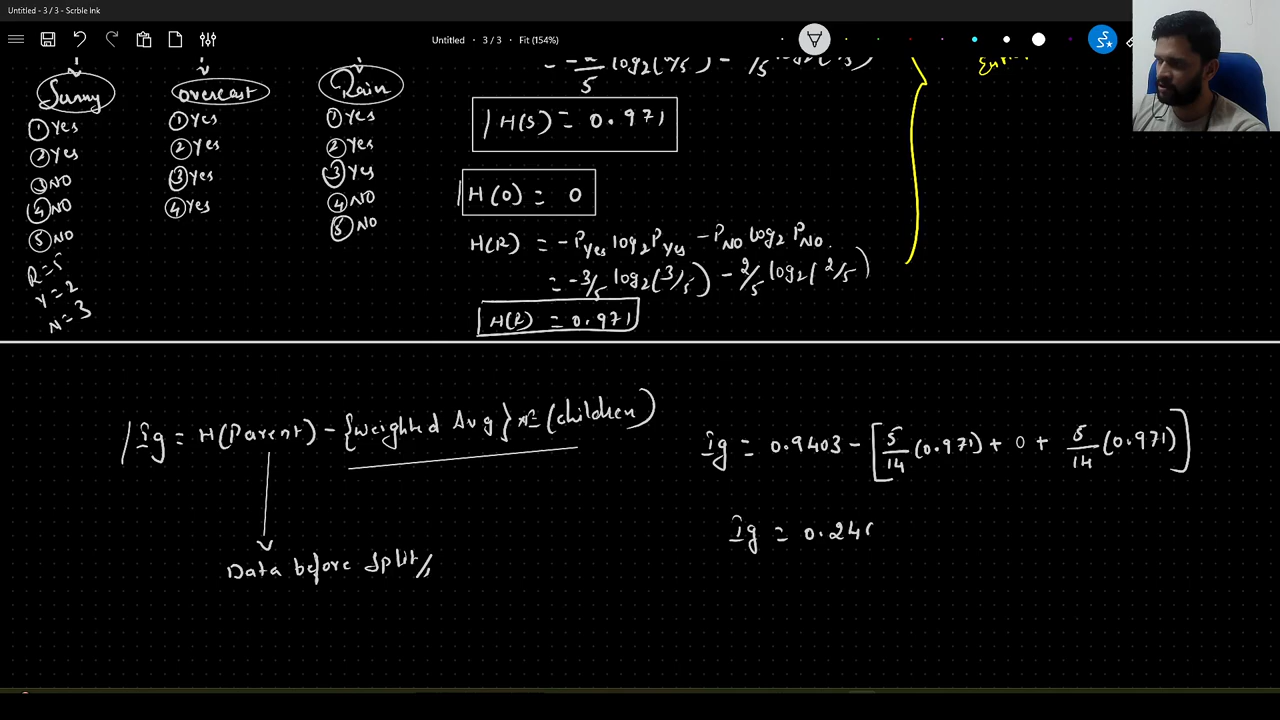 Untitled - 3 / 3 - Scrble Ink
Untitled • 3 / 3 • Fit (154%)
Sunny
① Yes
② Yes
③ NO
④ NO
⑤ NO
R = 5
Y = 2
N = 3
overcast
① Yes
② Yes
③ Yes
④ Yes
Rain
① Yes
② Yes
③ Yes
④ NO
⑤ NO
H(S) = 0.971
H(O) = 0
H(R) = -P_Yes log₂ P_Yes - P_NO log₂ P_NO.
= -3/5 log₂(3/5) - 2/5 log₂(2/5)
H(R) = 0.971
Ig = H(Parent) - {Weighted Avg} * E(children)
Data before split
Ig = 0.9403 - [5/14 (0.971) + 0 + 5/14 (0.971)]
Ig = 0.24